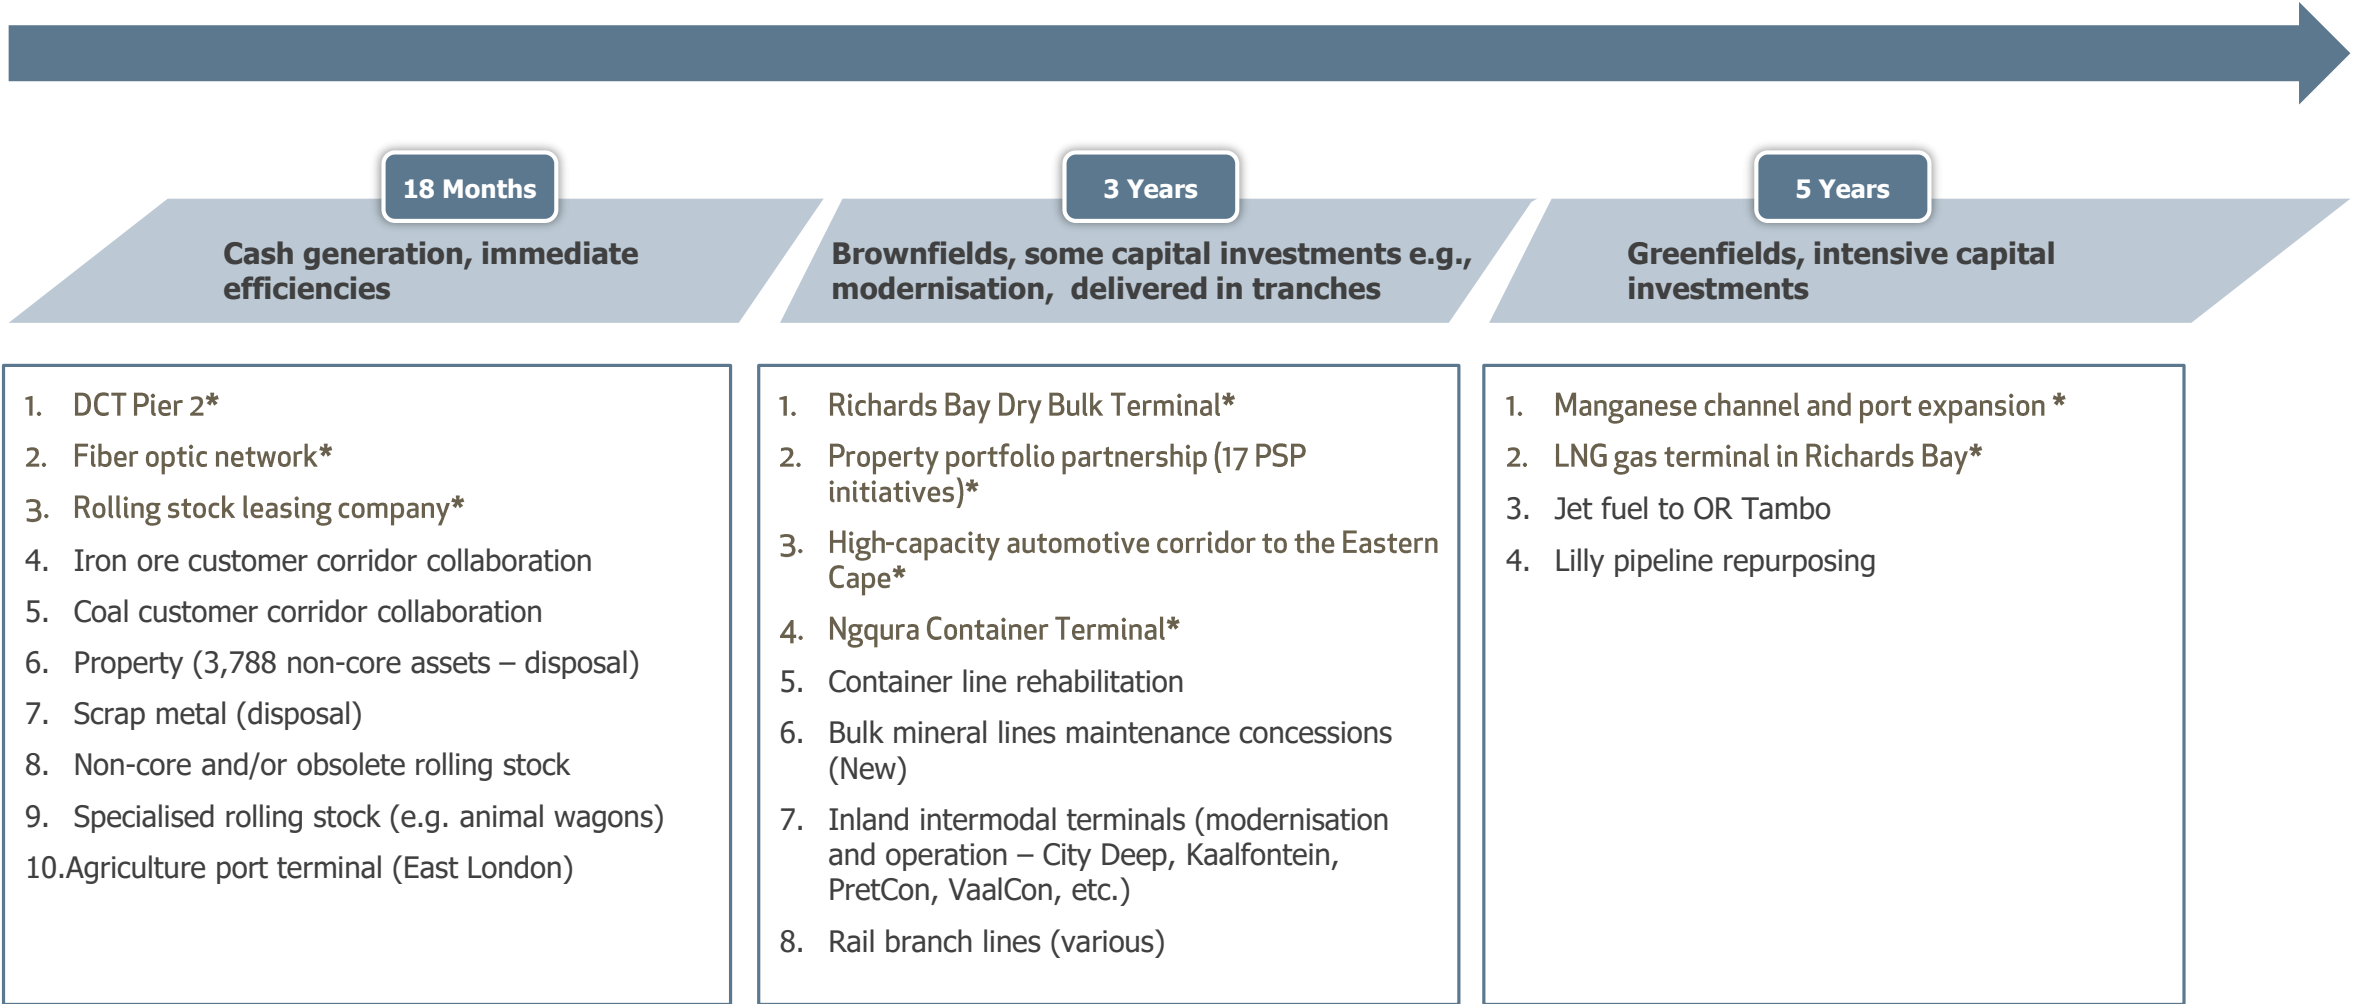 18 Months
Cash generation, immediate
efficiencies
3 Years
Brownfields, some capital investments e.g.,
modernisation, delivered in tranches
5 Years
Greenfields, intensive capital
investments
1. DCT Pier 2*
2. Fiber optic network*
3. Rolling stock leasing company*
4. Iron ore customer corridor collaboration
5. Coal customer corridor collaboration
6. Property (3,788 non-core assets – disposal)
7. Scrap metal (disposal)
8. Non-core and/or obsolete rolling stock
9. Specialised rolling stock (e.g. animal wagons)
10.Agriculture port terminal (East London)
1. Richards Bay Dry Bulk Terminal*
2. Property portfolio partnership (17 PSP
initiatives)*
3. High-capacity automotive corridor to the Eastern
Cape*
4. Ngqura Container Terminal*
5. Container line rehabilitation
6. Bulk mineral lines maintenance concessions
(New)
7. Inland intermodal terminals (modernisation
and operation – City Deep, Kaalfontein,
PretCon, VaalCon, etc.)
8. Rail branch lines (various)
1. Manganese channel and port expansion *
2. LNG gas terminal in Richards Bay*
3. Jet fuel to OR Tambo
4. Lilly pipeline repurposing